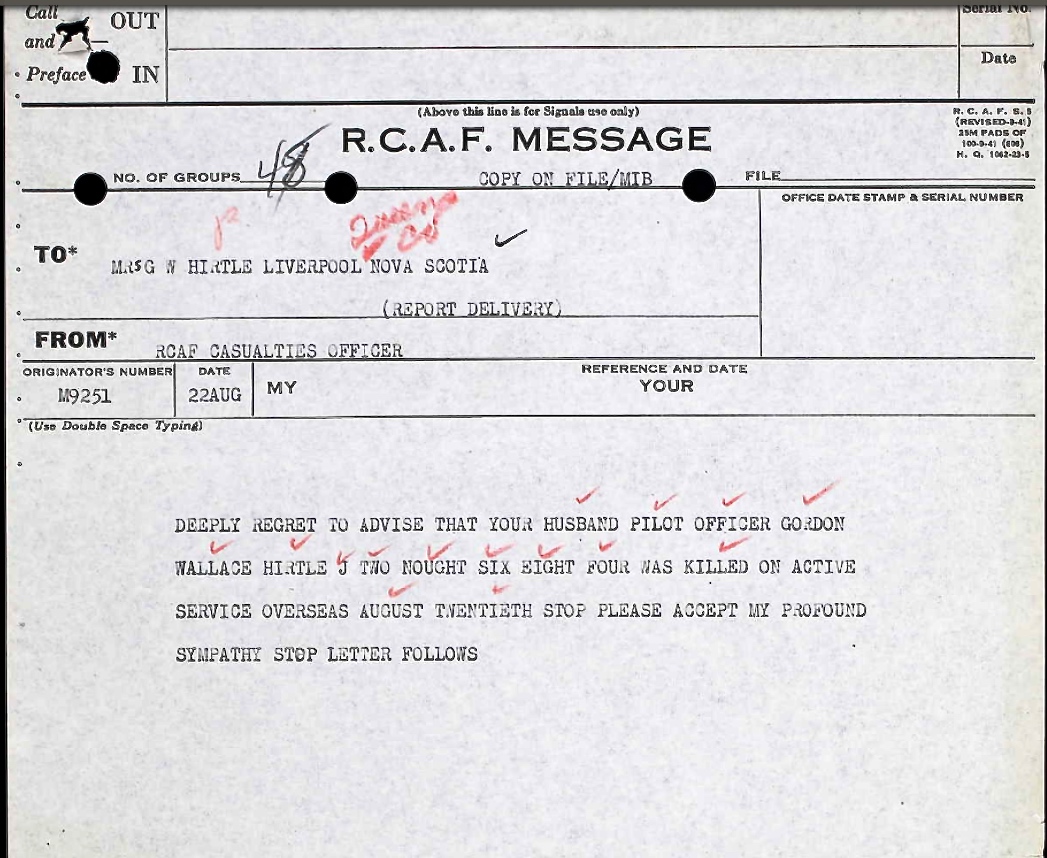 Call
and OUT
Preface IN
Serial No.
Date
(Above this line is for Signals use only)
R.C.A.F. MESSAGE
R. C. A. F. S. 5
(REVISED-9-41)
25M PADS OF
100-9-41 (698)
H. Q. 1062-23-5
NO. OF GROUPS 48 COPY ON FILE/MIB FILE
OFFICE DATE STAMP & SERIAL NUMBER
Queens
Co
TO* MRS G W HIRTLE LIVERPOOL NOVA SCOTIA
(REPORT DELIVERY)
FROM* RCAF CASUALTIES OFFICER
ORIGINATOR'S NUMBER DATE REFERENCE AND DATE
M9251 22AUG MY YOUR
(Use Double Space Typing)
DEEPLY REGRET TO ADVISE THAT YOUR HUSBAND PILOT OFFICER GORDON
WALLACE HIRTLE J TWO NOUGHT SIX EIGHT FOUR WAS KILLED ON ACTIVE
SERVICE OVERSEAS AUGUST TWENTIETH STOP PLEASE ACCEPT MY PROFOUND
SYMPATHY STOP LETTER FOLLOWS